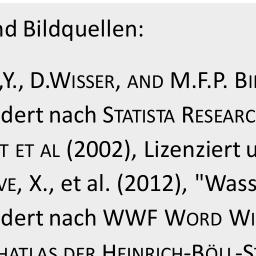 nd Bildquellen:
,Y., D.WISSER, AND M.F.P. BI
dert nach STATISTA RESEARC
T ET AL (2002), Lizenziert u
VE, X., et al. (2012), "Wass
dert nach WWF WORD WI
HATLAS DER HEINRICH-BÖLL-S